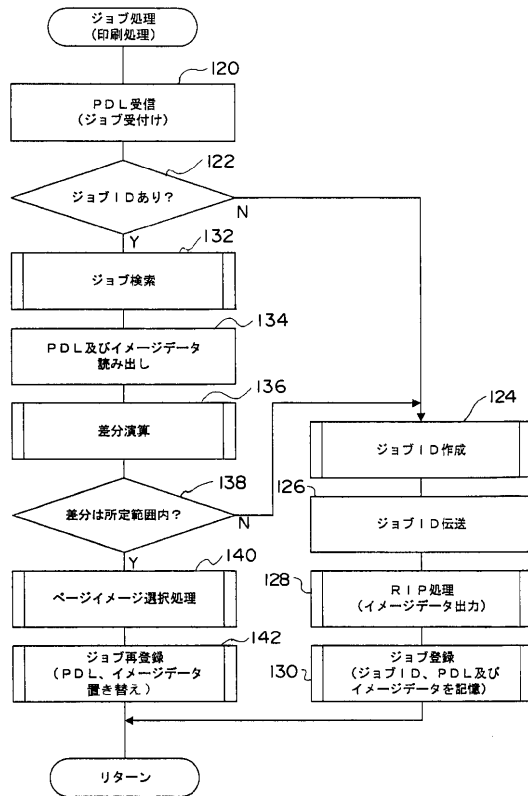 ジョブ処理
(印刷処理)
120
PDL受信
(ジョブ受付け)
122
ジョブIDあり?
N
Y
132
ジョブ検索
134
PDL及びイメージデータ
読み出し
136
差分演算
138
差分は所定範囲内?
N
Y
140
ページイメージ選択処理
142
ジョブ再登録
(PDL、イメージデータ
置き替え)
124
ジョブID作成
126
ジョブID伝送
128
RIP処理
(イメージデータ出力)
130
ジョブ登録
(ジョブID、PDL及び
イメージデータを記憶)
リターン